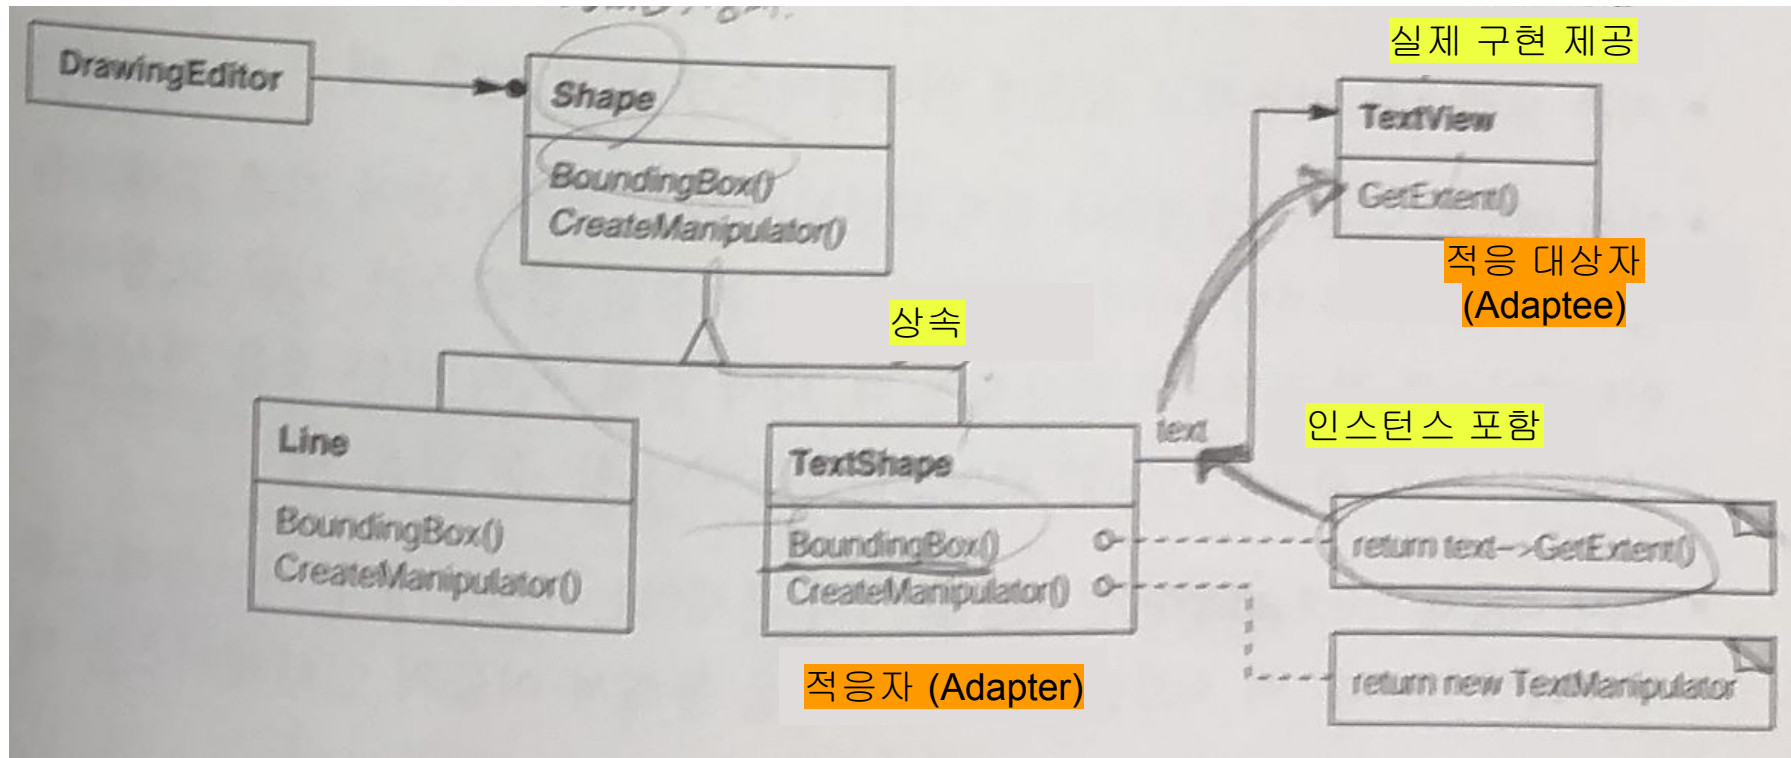 DrawingEditor
Shape
BoundingBox()
CreateManipulator()
실제 구현 제공
TextView
GetExtent()
적응 대상자
(Adaptee)
상속
Line
BoundingBox()
CreateManipulator()
TextShape
BoundingBox()
CreateManipulator()
text
인스턴스 포함
return text->GetExtent()
return new TextManipulator
적응자 (Adapter)